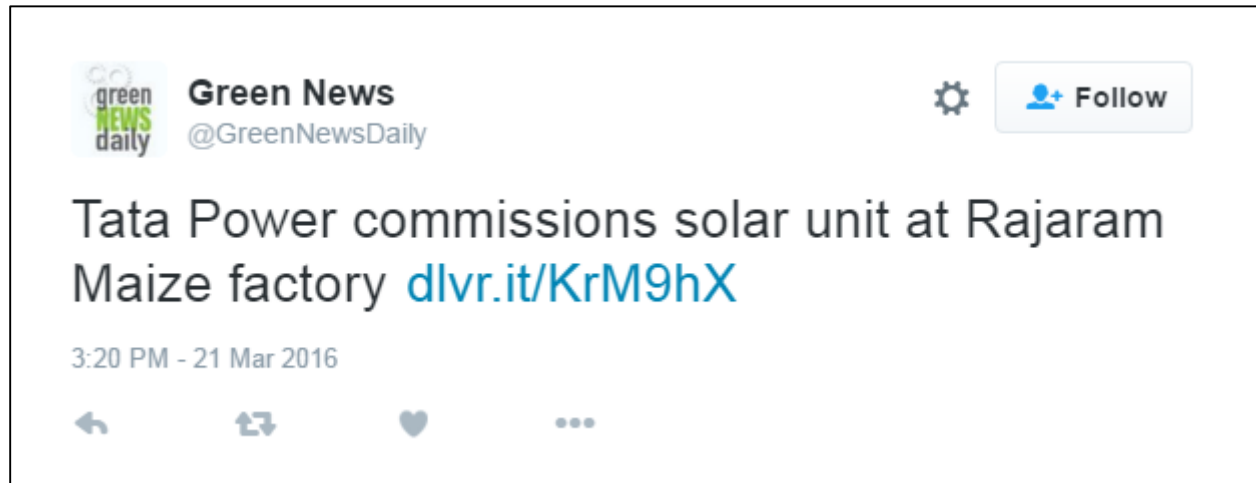 green
NEWS
daily
Green News
@GreenNewsDaily
Follow
Tata Power commissions solar unit at Rajaram
Maize factory dlvr.it/KrM9hX
3:20 PM - 21 Mar 2016